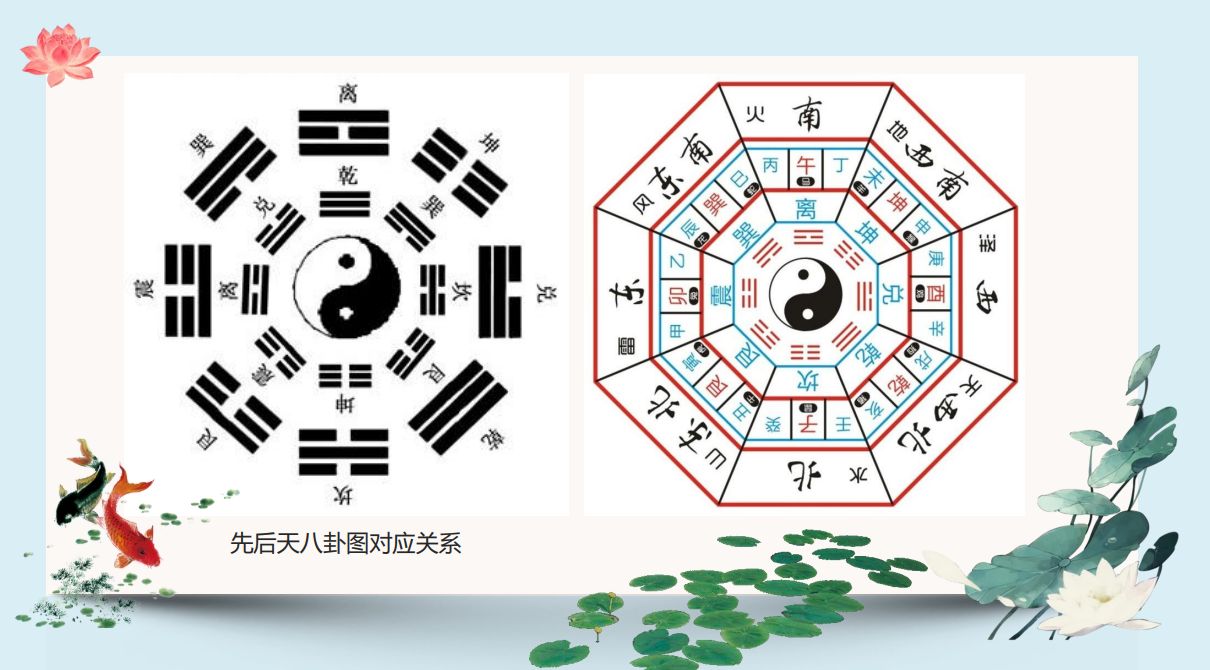 离
巽
坤
乾
兑
巽
震
离
坎
兑
震
艮
坤
艮
乾
坎
先后天八卦图对应关系
火 南
地 西南
泽 西
天 西北
水 北
山 东北
雷 东
风 东南
丙 午 丁
未 坤 申
庚 酉 辛
戌 乾 亥
壬 子 癸
丑 艮 寅
甲 卯 乙
辰 巽 巳
离
坤
兑
乾
坎
艮
震
巽